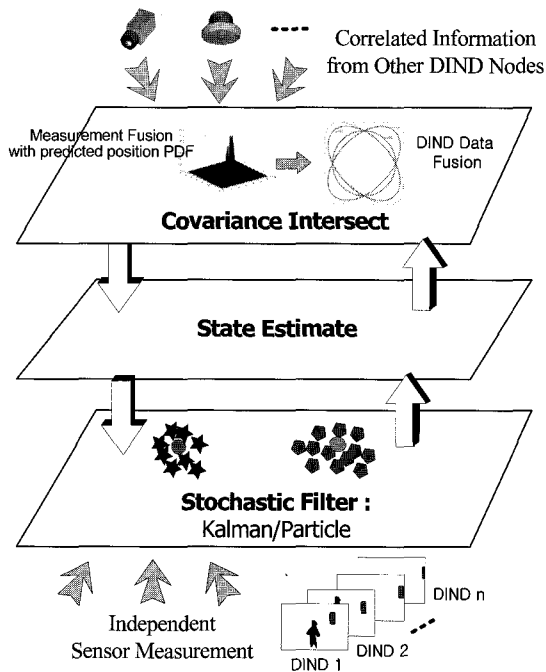 Correlated Information
from Other DIND Nodes
Measurement Fusion
with predicted position PDF
DIND Data
Fusion
Covariance Intersect
State Estimate
Stochastic Filter :
Kalman/Particle
Independent
Sensor Measurement
DIND 1
DIND 2
DIND n